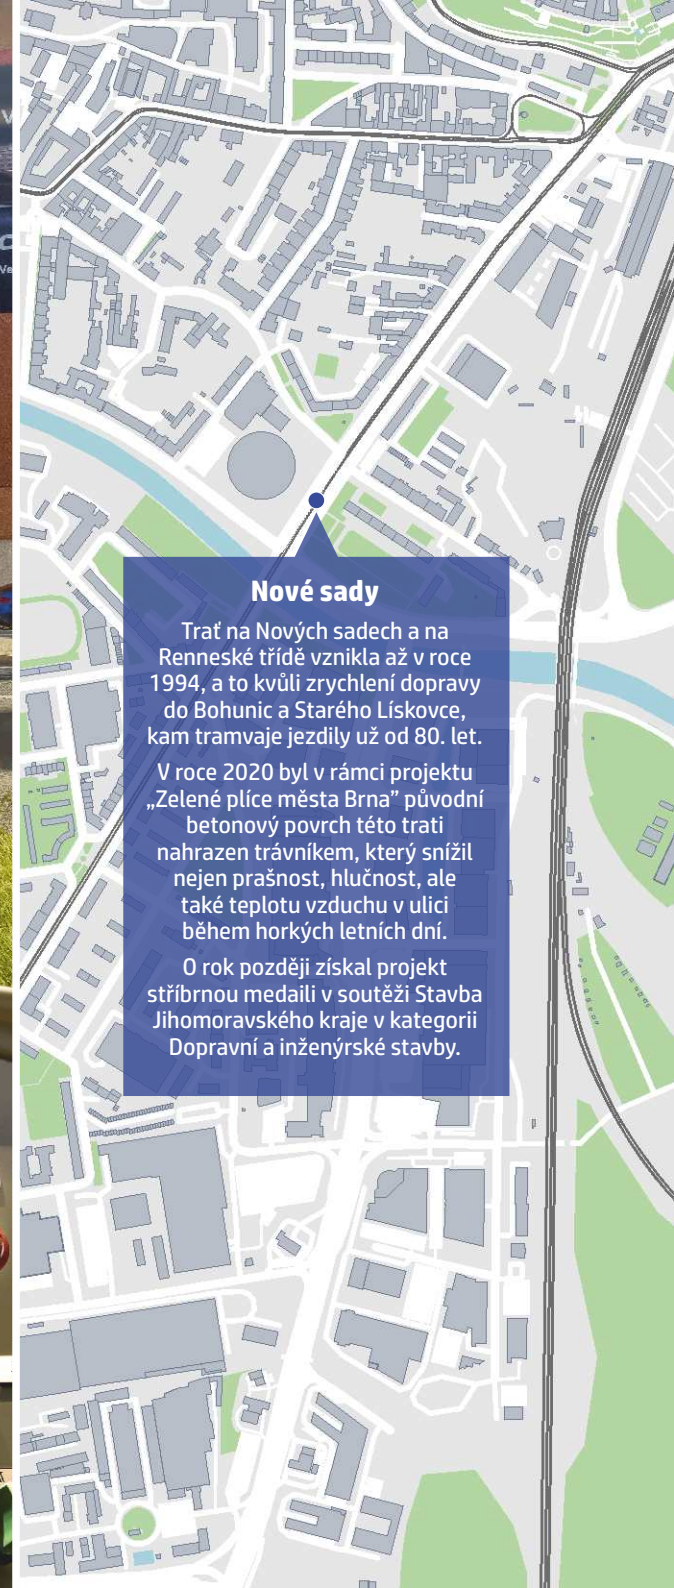 Nové sady
Trať na Nových sadech a na
Renneské třídě vznikla až v roce
1994, a to kvůli zrychlení dopravy
do Bohunic a Starého Lískovce,
kam tramvaje jezdily už od 80. let.
V roce 2020 byl v rámci projektu
„Zelené plíce města Brna” původní
betonový povrch této trati
nahrazen trávníkem, který snížil
nejen prašnost, hlučnost, ale
také teplotu vzduchu v ulici
během horkých letních dní.
O rok později získal projekt
stříbrnou medaili v soutěži Stavba
Jihomoravského kraje v kategorii
Dopravní a inženýrské stavby.